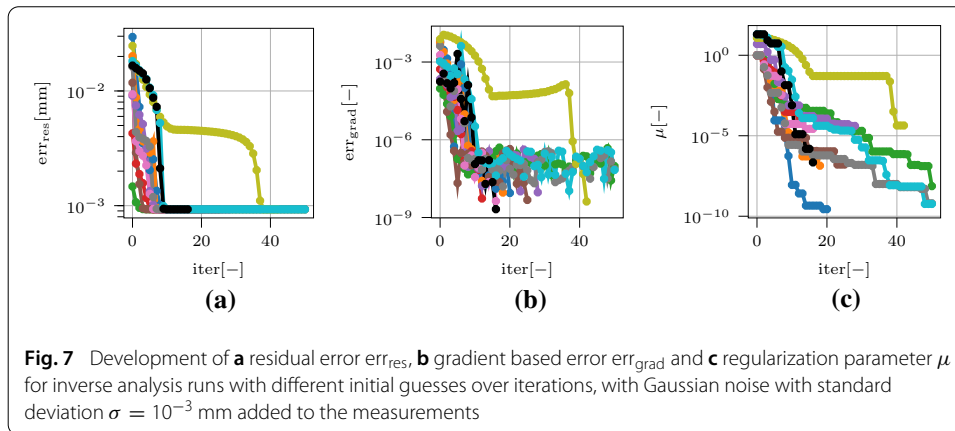 10⁻²
10⁻³
err_res[mm]
0 20 40
iter[−]
(a)
10⁻³
10⁻⁶
10⁻⁹
err_grad[−]
0 20 40
iter[−]
(b)
10⁰
10⁻⁵
10⁻¹⁰
μ[−]
0 20 40
iter[−]
(c)
Fig. 7 Development of a residual error err_res, b gradient based error err_grad and c regularization parameter μ
for inverse analysis runs with different initial guesses over iterations, with Gaussian noise with standard
deviation σ = 10⁻³ mm added to the measurements